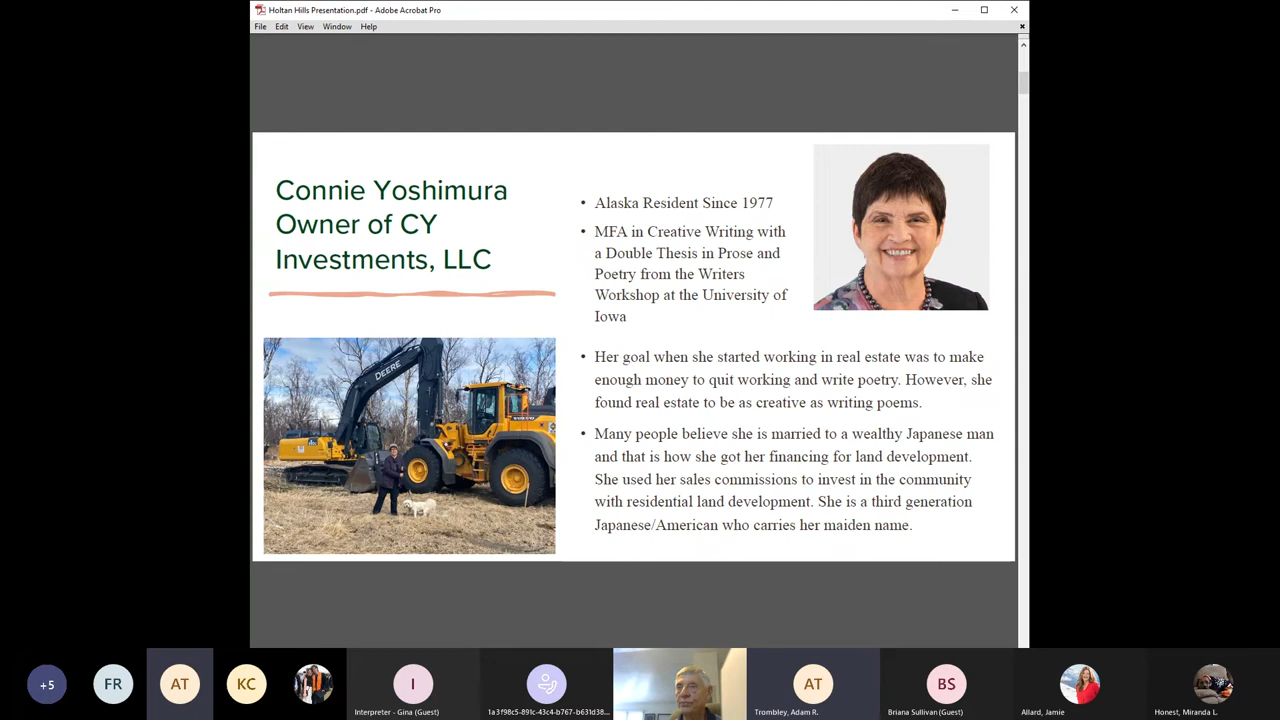 Holtan Hills Presentation.pdf - Adobe Acrobat Pro
File Edit View Window Help
Connie Yoshimura
Owner of CY
Investments, LLC
• Alaska Resident Since 1977
• MFA in Creative Writing with
a Double Thesis in Prose and
Poetry from the Writers
Workshop at the University of
Iowa
• Her goal when she started working in real estate was to make
enough money to quit working and write poetry. However, she
found real estate to be as creative as writing poems.
• Many people believe she is married to a wealthy Japanese man
and that is how she got her financing for land development.
She used her sales commissions to invest in the community
with residential land development. She is a third generation
Japanese/American who carries her maiden name.
DEERE
+5
FR
AT
KC
I
Interpreter - Gina (Guest)
1a3f98c5-891c-43c4-b767-b631d38...
AT
Trombley, Adam R.
BS
Briana Sullivan (Guest)
Allard, Jamie
Honest, Miranda L.